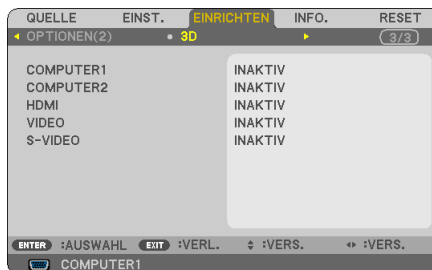 QUELLE EINST. EINRICHTEN INFO. RESET
OPTIONEN(2) 3D 3/3
COMPUTER1 INAKTIV
COMPUTER2 INAKTIV
HDMI INAKTIV
VIDEO INAKTIV
S-VIDEO INAKTIV
ENTER :AUSWAHL EXIT :VERL. :VERS. :VERS.
COMPUTER1